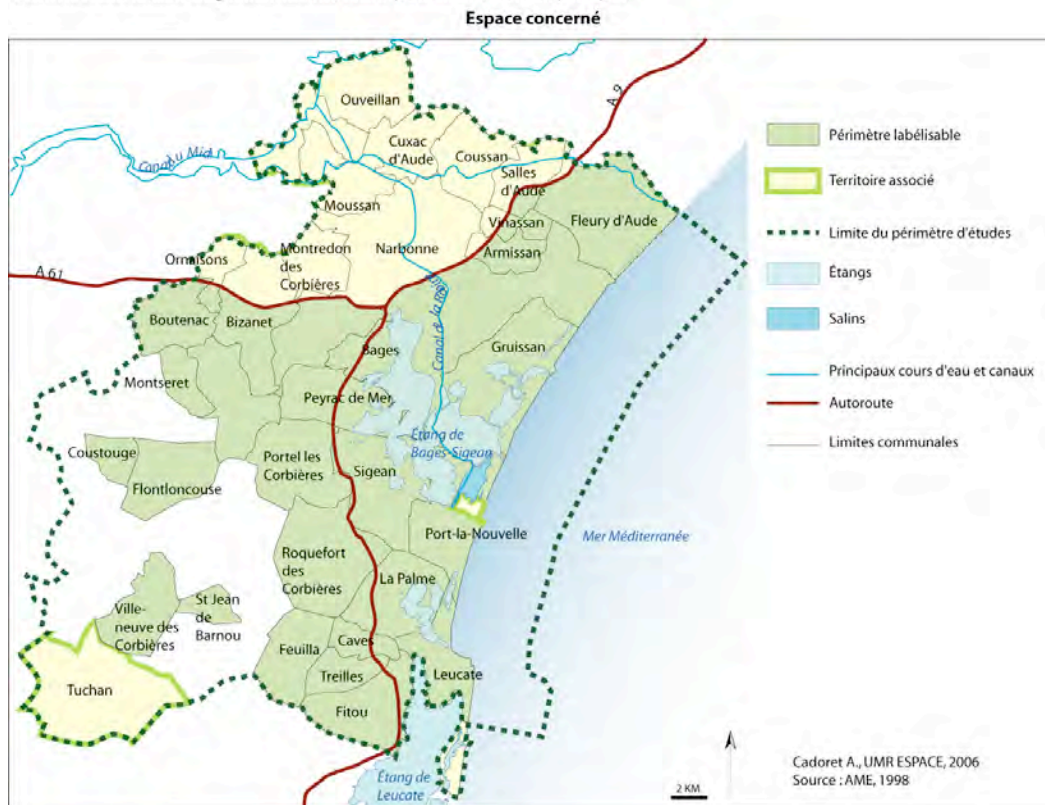 Espace concerné
A 9
Ouveillan
Cuxac
d'Aude
Coussan
Salles
d'Aude
Canal du Midi
Moussan
Vinassan
Fleury d'Aude
Armissan
Narbonne
Montredon
des
Corbières
Ormaisons
A 61
Boutenac
Bizanet
Canal de la Robine
Bages
Gruissan
Montseret
Peyrac de Mer
Étang de
Bages-Sigean
Coustouge
Portel les
Corbières
Sigean
Flontloncouse
Port-la-Nouvelle
Mer Méditerranée
Roquefort
des
Corbières
La Palme
Ville-
neuve des
Corbières
St Jean
de
Barnou
Feuilla
Caves
Leucate
Treilles
Tuchan
Fitou
Étang de
Leucate
2 KM
Périmètre labélisable
Territoire associé
Limite du périmètre d'études
Étangs
Salins
Principaux cours d'eau et canaux
Autoroute
Limites communales
Cadoret A., UMR ESPACE, 2006
Source : AME, 1998